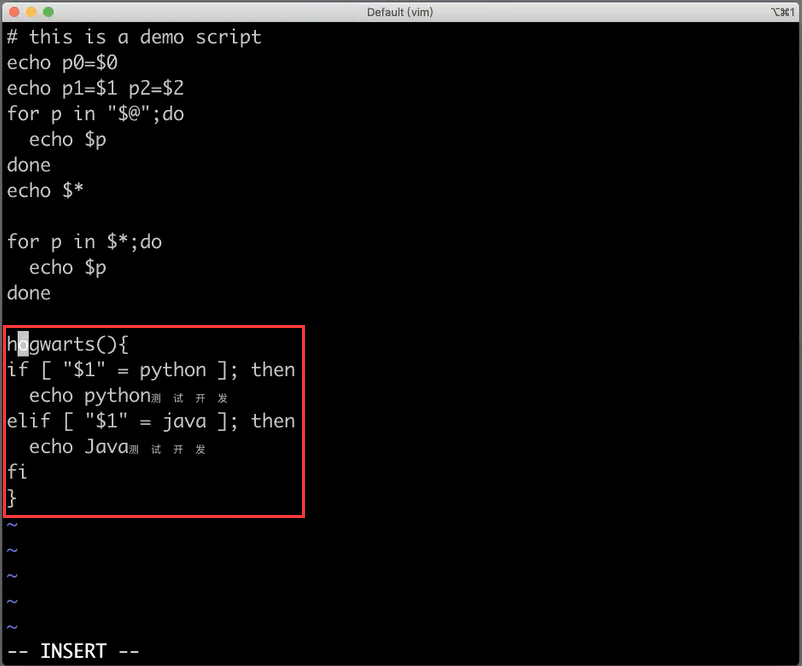 Default (vim)
⌥⌘1
# this is a demo script
echo p0=$0
echo p1=$1 p2=$2
for p in "$@";do
  echo $p
done
echo $*

for p in $*;do
  echo $p
done

hogwarts(){
if [ "$1" = python ]; then
  echo python测试开发
elif [ "$1" = java ]; then
  echo Java测试开发
fi
}
~
~
~
~
~
-- INSERT --